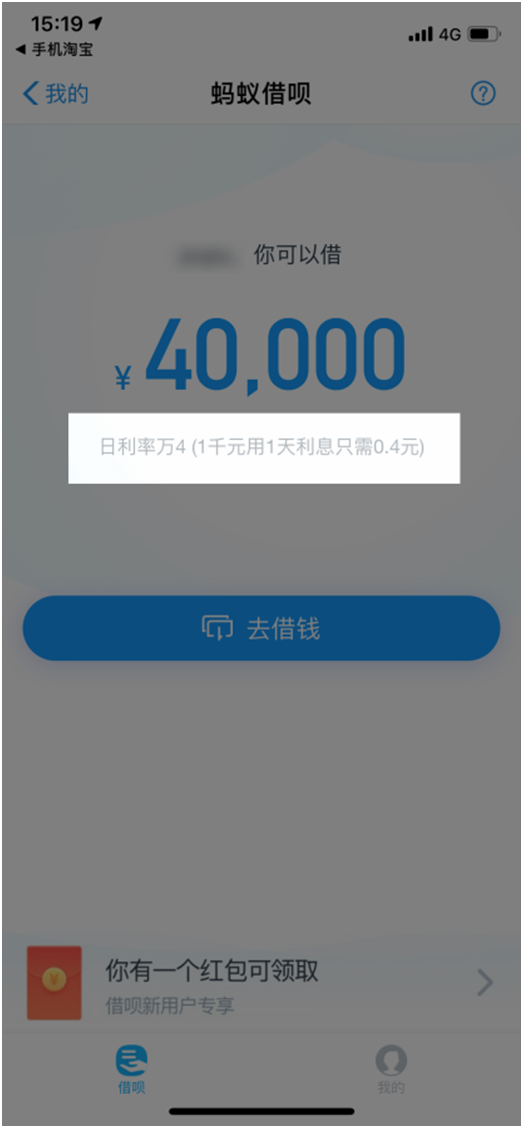 15:19
4G
手机淘宝
我的
蚂蚁借呗
?
你可以借
¥ 40,000
日利率万4 (1千元用1天利息只需0.4元)
去借钱
¥
你有一个红包可领取
借呗新用户专享
借呗
我的